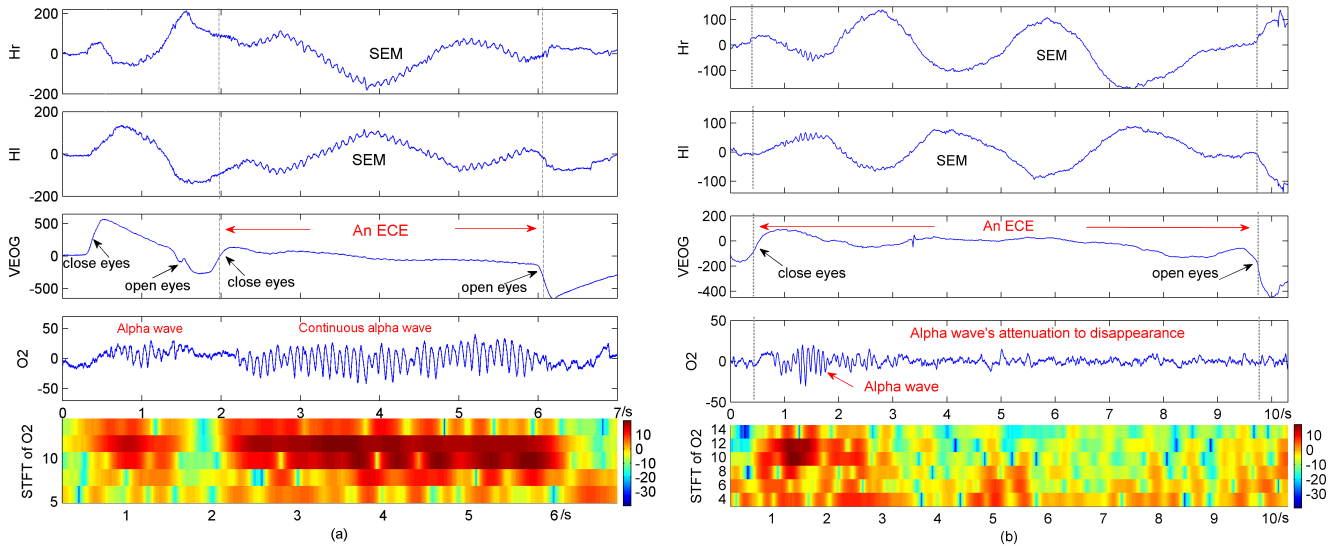 200
0
200
Hr
SEM
200
0
-200
Hl
SEM
500
0
-500
VEOG
close eyes
open eyes
close eyes
An ECE
open eyes
50
0
-50
O2
Alpha wave
Continuous alpha wave
0 1 2 3 4 5 6 7/s
10
5
STFT of O2
10
0
-10
-20
-30
1 2 3 4 5 6/s
(a)
100
0
-100
Hr
SEM
100
0
-100
Hl
SEM
200
0
-200
-400
VEOG
An ECE
close eyes
open eyes
50
0
-50
O2
Alpha wave's attenuation to disappearance
Alpha wave
0 1 2 3 4 5 6 7 8 9 10/s
14
12
10
8
6
4
STFT of O2
10
0
-10
-20
-30
1 2 3 4 5 6 7 8 9 10/s
(b)